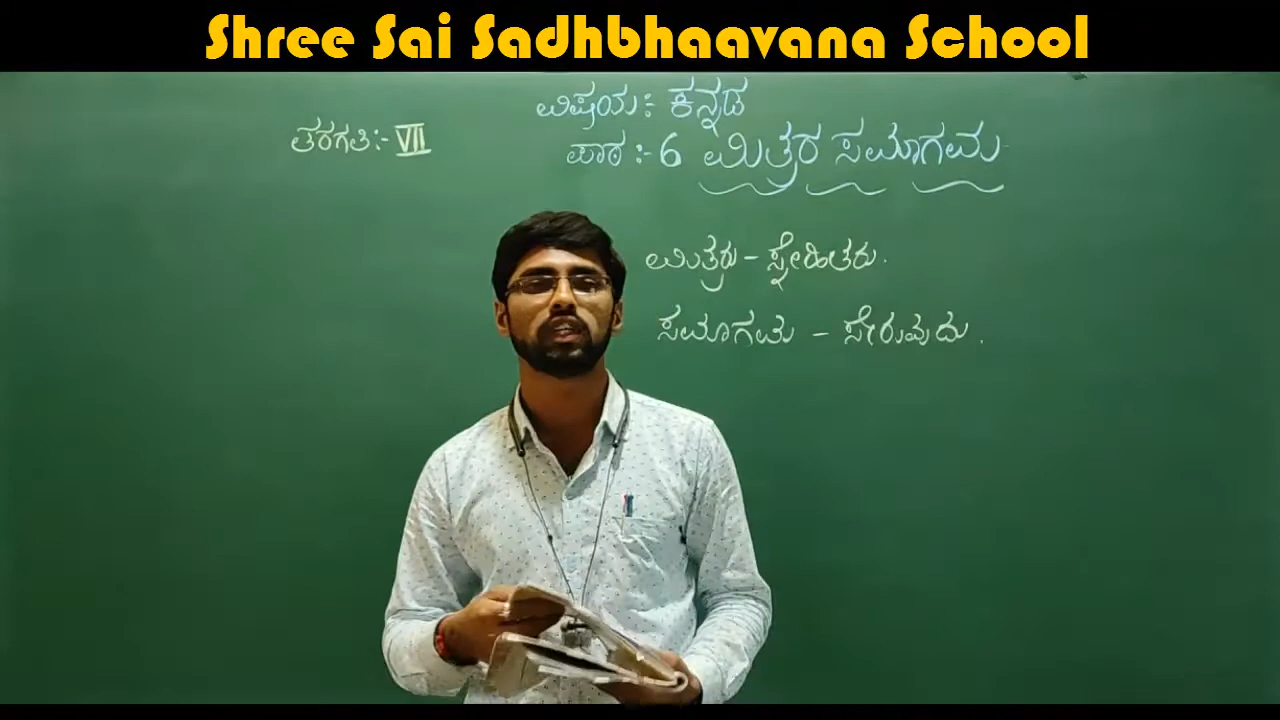 Shree Sai Sadhbhaavana School
ವಿಷಯ :- ಕನ್ನಡ
ತರಗತಿ :- VII
ಪಾಠ :- 6 ಮಿತ್ರರ ಸಮಾಗಮ
ಮಿತ್ರರು - ಸ್ನೇಹಿತರು.
ಸಮಾಗಮ - ಸೇರುವುದು.